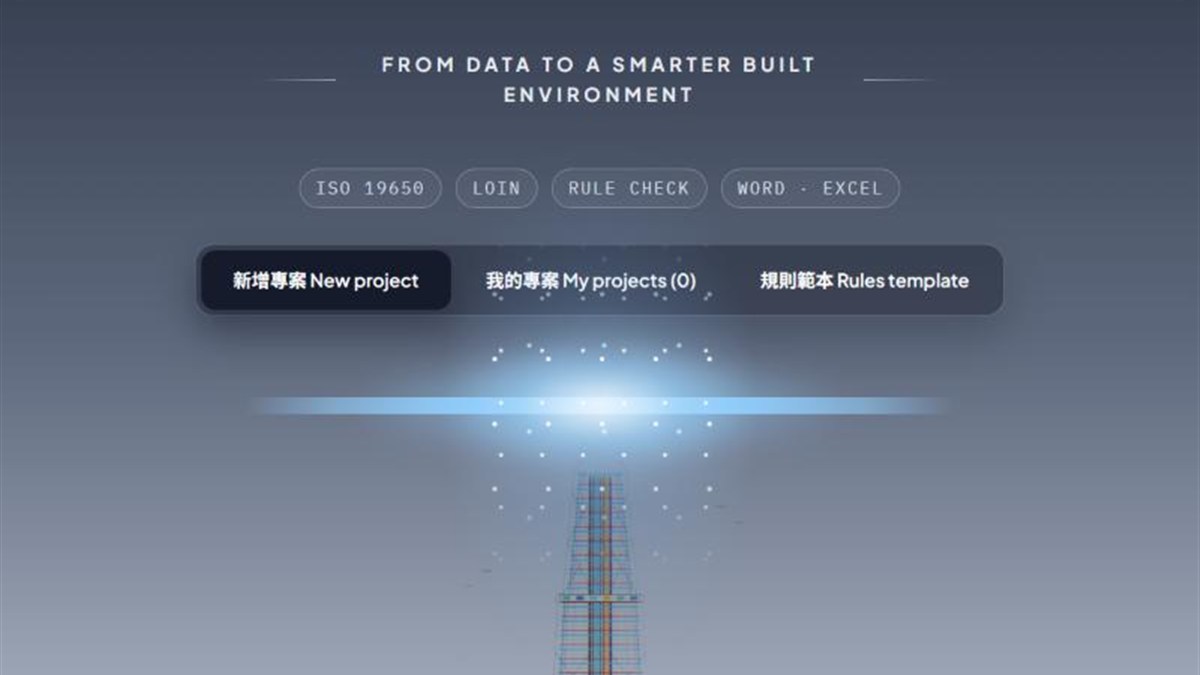 FROM DATA TO A SMARTER BUILT
ENVIRONMENT
ISO 19650 LOIN RULE CHECK WORD · EXCEL
新增專案 New project 我的專案 My projects (0) 規則範本 Rules template